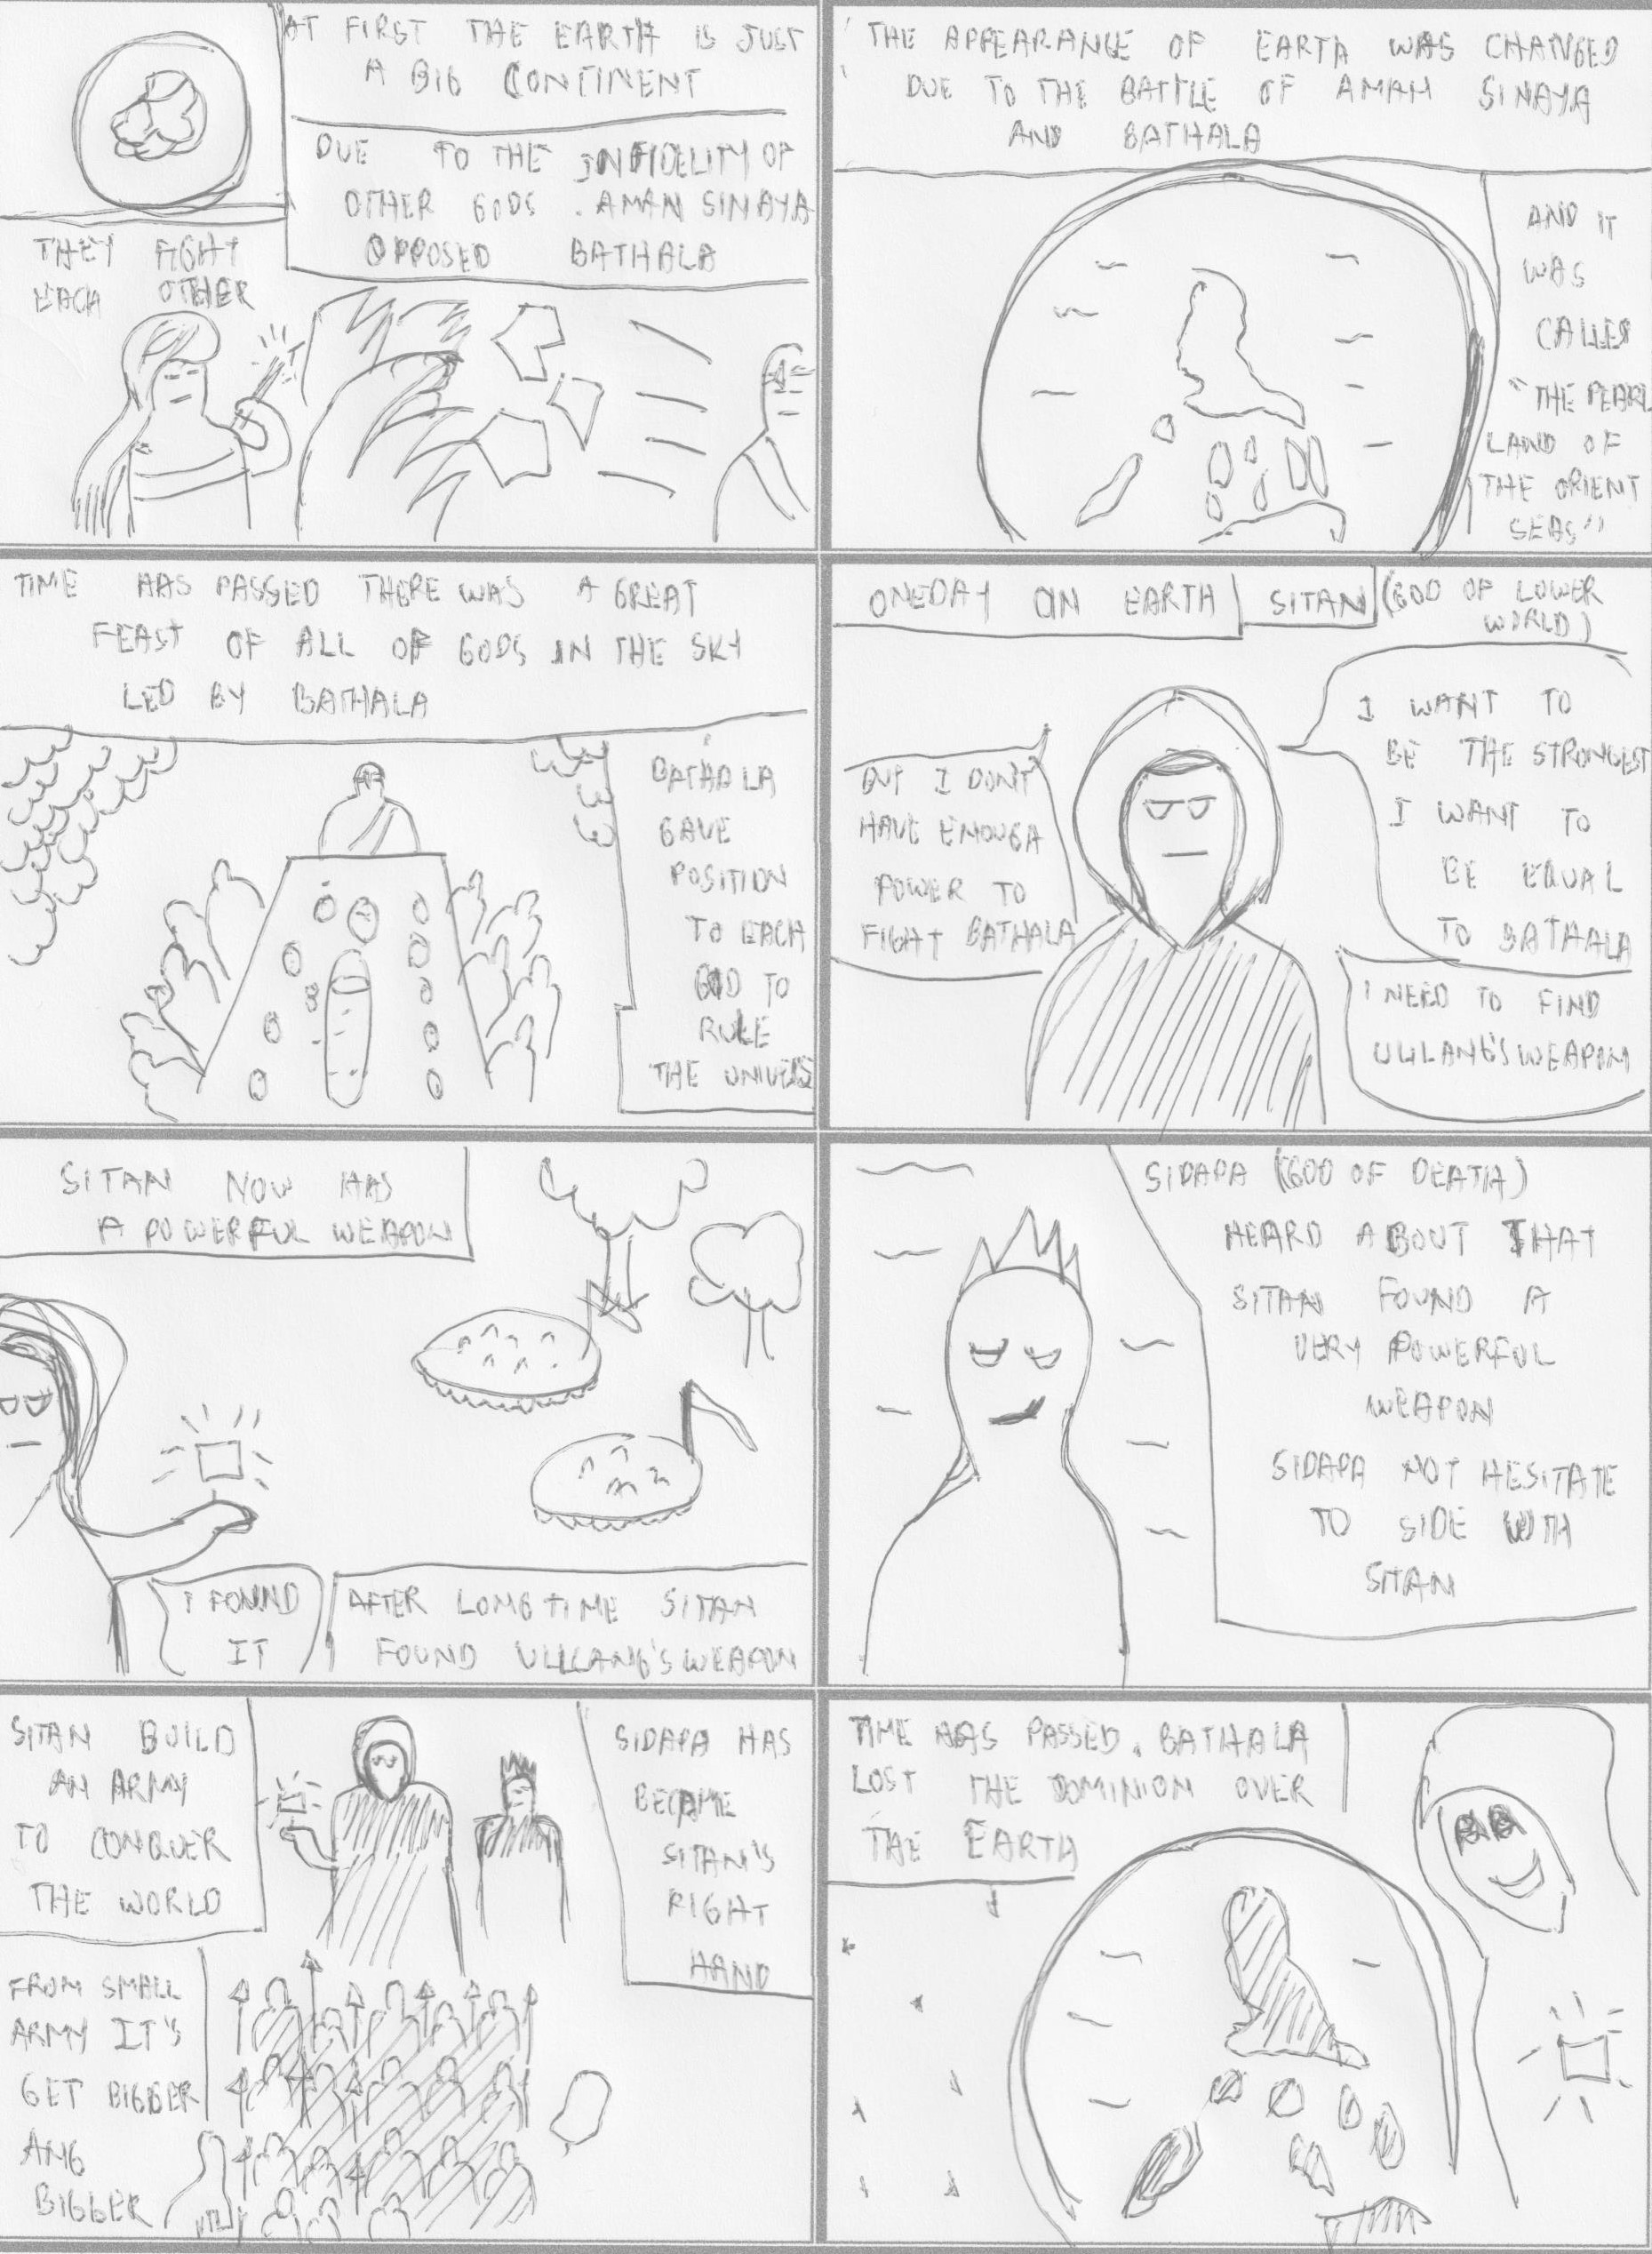 AT FIRST THE EARTH IS JUST
A BIG CONTINENT
DUE TO THE INFIDELITY OF
OTHER GODS . AMAN SINAYA
OPPOSED BATHALA
THEY FIGHT
EACH OTHER
THE APPEARANCE OF EARTH WAS CHANGED
DUE TO THE BATTLE OF AMAN SINAYA
AND BATHALA
AND IT
WAS
CALLED
"THE PEARL
LAND OF
THE ORIENT
SEAS"
TIME HAS PASSED THERE WAS A GREAT
FEAST OF ALL OF GODS IN THE SKY
LED BY BATHALA
BATHALA
GAVE
POSITION
TO EACH
GOD TO
RULE
THE UNIVERS
ONEDAY ON EARTH
SITAN (GOD OF LOWER
WORLD)
I WANT TO
BE THE STRONGEST
I WANT TO
BE EQUAL
TO BATHALA
BUT I DON'T
HAVE ENOUGH
POWER TO
FIGHT BATHALA
I NEED TO FIND
ULILANG'S WEAPON
SITAN NOW HAS
A POWERFUL WEAPON
I FOUND
IT
AFTER LONG TIME SITAN
FOUND ULILANG'S WEAPON
SIDAPA (GOD OF DEATH)
HEARD ABOUT THAT
SITAN FOUND A
VERY POWERFUL
WEAPON
SIDAPA NOT HESITATE
TO SIDE WITH
SITAN
SITAN BUILD
AN ARMY
TO CONQUER
THE WORLD
SIDAPA HAS
BECAME
SITAN'S
RIGHT
HAND
FROM SMALL
ARMY IT'S
GET BIGGER
ANG
BIGGER
TIME HAS PASSED. BATHALA
LOST THE DOMINION OVER
THE EARTH